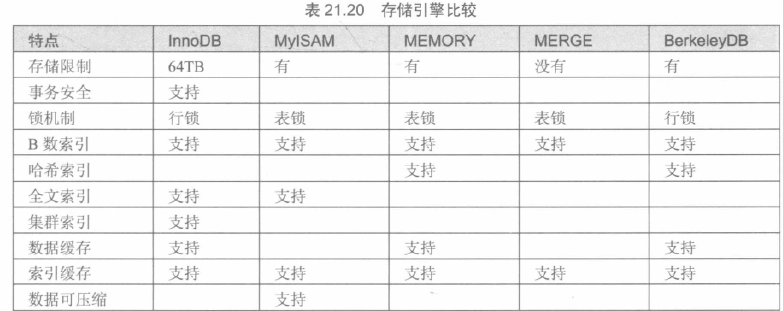 表 21.20 存储引擎比较
特点 InnoDB MyISAM MEMORY MERGE BerkeleyDB
存储限制 64TB 有 有 没有 有
事务安全 支持
锁机制 行锁 表锁 表锁 表锁 行锁
B 数索引 支持 支持 支持 支持 支持
哈希索引 支持 支持
全文索引 支持 支持
集群索引 支持
数据缓存 支持 支持 支持
索引缓存 支持 支持 支持 支持 支持
数据可压缩 支持